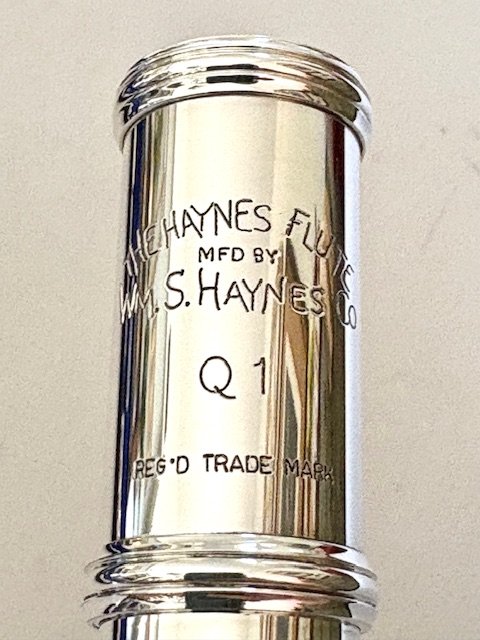 THE HAYNES FLUTE
MFD BY
WM. S. HAYNES CO
Q 1
REG'D TRADE MARK